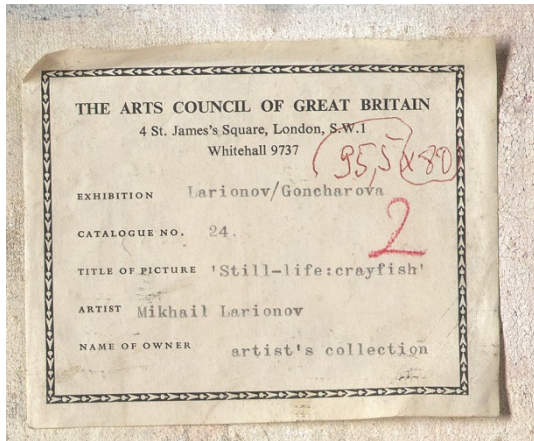 THE ARTS COUNCIL OF GREAT BRITAIN
4 St. James's Square, London, S.W.1
Whitehall 9737
95,5 x 80
EXHIBITION Larionov/Goncharova
CATALOGUE NO. 24.
2
TITLE OF PICTURE 'Still-life:crayfish'
ARTIST Mikhail Larionov
NAME OF OWNER artist's collection